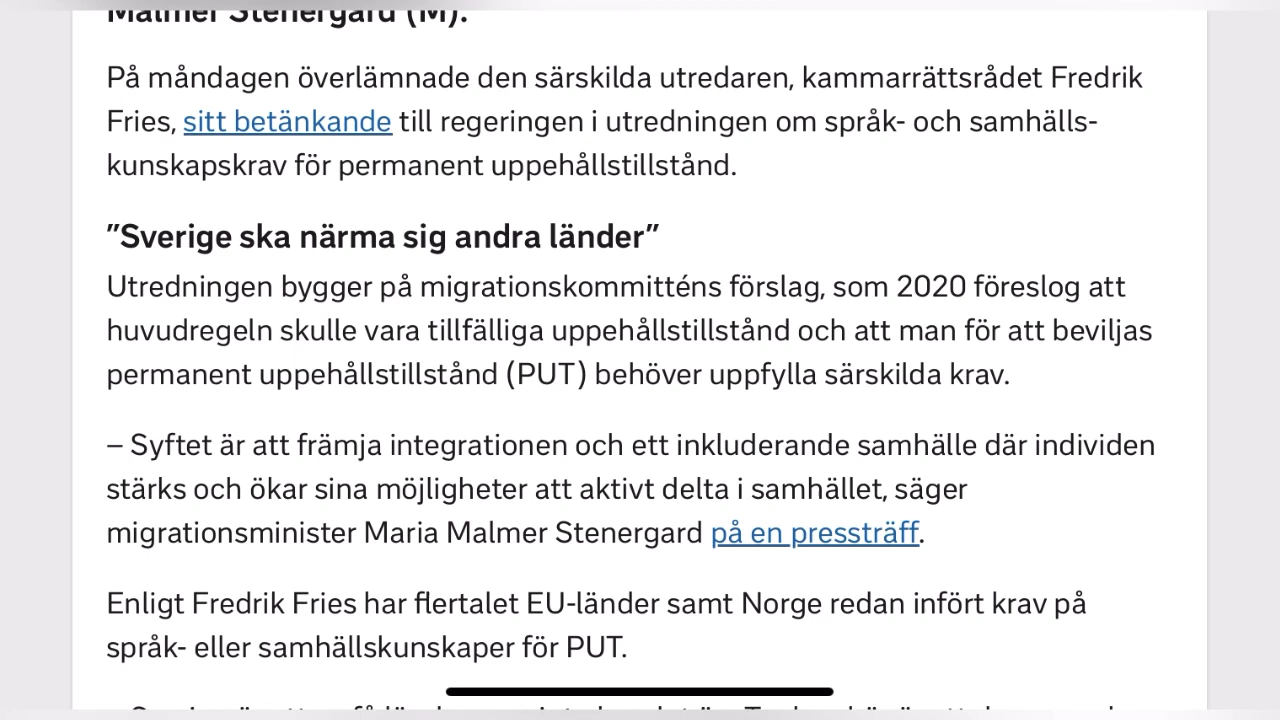 Malmer Stenergard (M).
På måndagen överlämnade den särskilda utredaren, kammarrättsrådet Fredrik
Fries, sitt betänkande till regeringen i utredningen om språk- och samhälls-
kunskapskrav för permanent uppehållstillstånd.
”Sverige ska närma sig andra länder”
Utredningen bygger på migrationskommitténs förslag, som 2020 föreslog att
huvudregeln skulle vara tillfälliga uppehållstillstånd och att man för att beviljas
permanent uppehållstillstånd (PUT) behöver uppfylla särskilda krav.
– Syftet är att främja integrationen och ett inkluderande samhälle där individen
stärks och ökar sina möjligheter att aktivt delta i samhället, säger
migrationsminister Maria Malmer Stenergard på en pressträff.
Enligt Fredrik Fries har flertalet EU-länder samt Norge redan infört krav på
språk- eller samhällskunskaper för PUT.